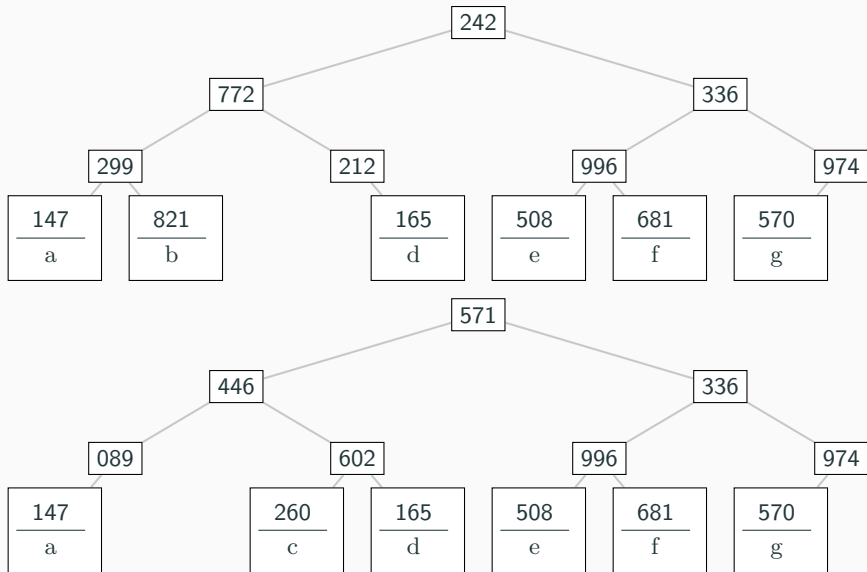 242
772 336
299 212 996 974
147 821 165 508 681 570
a b d e f g
571
446 336
089 602 996 974
147 260 165 508 681 570
a c d e f g